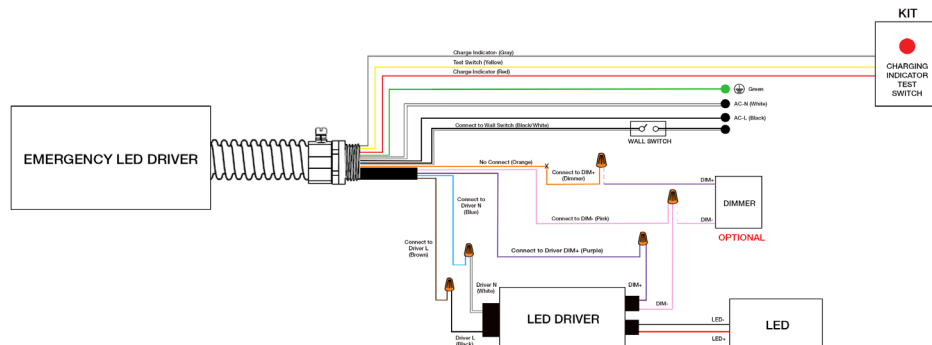 KIT
CHARGING
INDICATOR
TEST
SWITCH
Charge Indicator- (Gray)
Test Switch (Yellow)
Charge Indicator (Red)
Green
AC-N (White)
AC-L (Black)
Connect to Wall Switch (Black/White)
WALL SWITCH
EMERGENCY LED DRIVER
No Connect (Orange)
X
Connect to DIM+
(Dimmer)
DIM+
DIMMER
DIM-
OPTIONAL
Connect to DIM- (Pink)
Connect to
Driver N
(Blue)
Connect to
Driver L
(Brown)
Connect to Driver DIM+ (Purple)
Driver N
(White)
DIM+
DIM-
LED DRIVER
LED-
LED+
LED
Driver L
(Black)